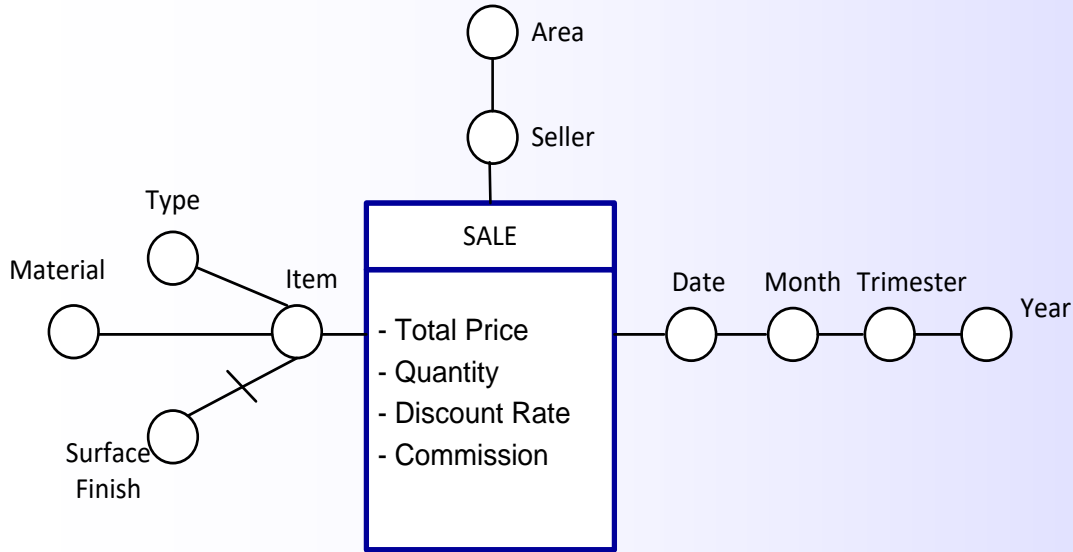 Area
Seller
Type
SALE
Material
Item
Date
Month
Trimester
Year
- Total Price
- Quantity
- Discount Rate
- Commission
Surface
Finish